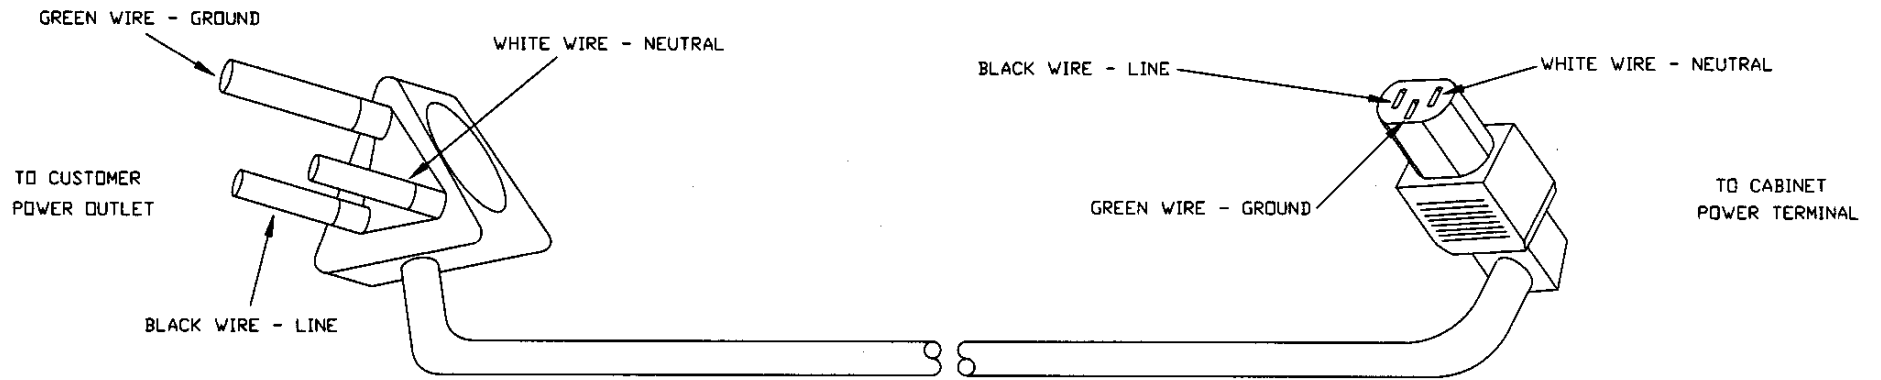 GREEN WIRE - GROUND
WHITE WIRE - NEUTRAL
TO CUSTOMER
POWER OUTLET
BLACK WIRE - LINE
BLACK WIRE - LINE
WHITE WIRE - NEUTRAL
GREEN WIRE - GROUND
TO CABINET
POWER TERMINAL